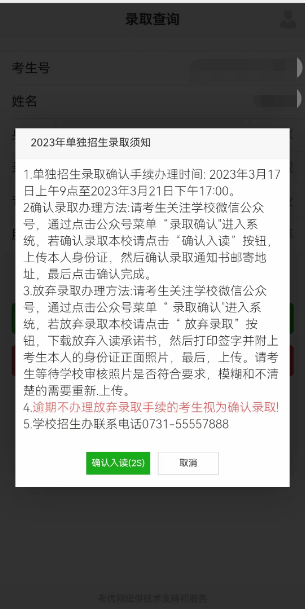 录取查询
考生号
姓名
2023年单独招生录取须知
1.单独招生录取确认手续办理时间: 2023年3月17
日上午9点至2023年3月21日下午17:00。
2确认录取办理方法:请考生关注学校微信公众
号，通过公众号菜单“录取确认"进入系
统，若确认录取本校请点击“确认入读”按钮，
上传本人身份证，然后确认录取通知书邮寄地
址，最后点击确认完成。
3.放弃录取办理方法:请考生关注学校微信公众
号，通过公众号菜单“ 录取确认"进入系
统，若放弃录取本校请点击“ 放弃录取”按
钮，下载放弃入读承诺书，然后打印签字并附上
考生本人的身份证正面照片，最后，上传。请考
生等待学校审核照片是否符合要求，模糊和不清
楚的需要重新.上传。
4.逾期不办理放弃录取手续的考生视为确认录取!
5.学校招生办联系电话0731-55557888
确认入读(25)
取消